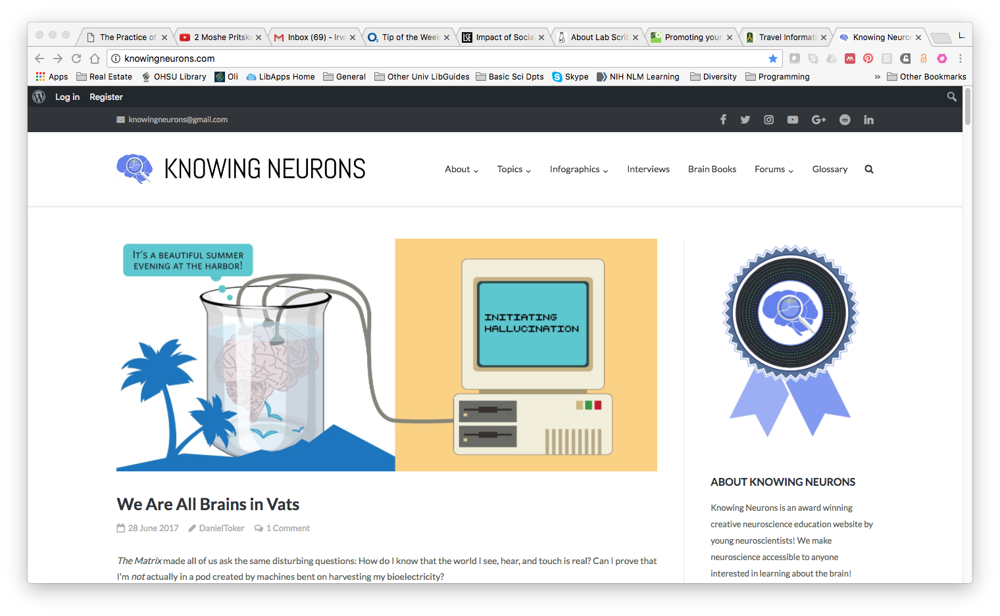 The Practice of
2 Moshe Pritske
Inbox (69) - Irw
Tip of the Week
LSE
Impact of Social
About Lab Scrib
Promoting your
Travel Informati
Knowing Neuron
L.
knowingneurons.com
Apps
Real Estate
OHSU Library
Oli
LibApps Home
General
Other Univ LibGuides
Basic Sci Dpts
Skype
NIH NLM Learning
Diversity
Programming
»
Other Bookmarks
Log in
Register
knowingneurons@gmail.com
KNOWING NEURONS
About
Topics
Infographics
Interviews
Brain Books
Forums
Glossary
IT'S A BEAUTIFUL SUMMER
EVENING AT THE HARBOR!
INITIATING
HALLUCINATION
We Are All Brains in Vats
28 June 2017
DanielToker
1 Comment
The Matrix made all of us ask the same disturbing questions: How do I know that the world I see, hear, and touch is real? Can I prove that
I'm not actually in a pod created by machines bent on harvesting my bioelectricity?
ABOUT KNOWING NEURONS
Knowing Neurons is an award winning
creative neuroscience education website by
young neuroscientists! We make
neuroscience accessible to anyone
interested in learning about the brain!